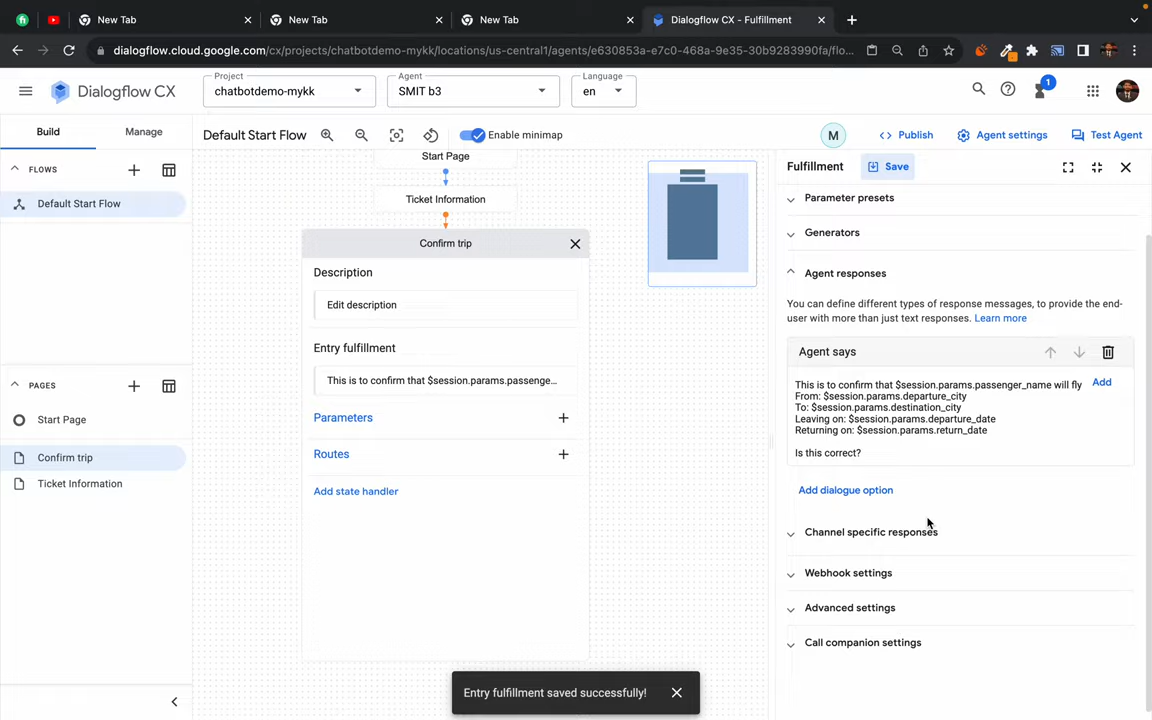 New Tab
New Tab
New Tab
Dialogflow CX - Fulfillment
dialogflow.cloud.google.com/cx/projects/chatbotdemo-mykk/locations/us-central1/agents/e630853a-e7c0-468a-9e35-30b9283990fa/flo...
Dialogflow CX
Project
chatbotdemo-mykk
Agent
SMIT b3
Language
en
1
Build
Manage
Default Start Flow
Enable minimap
M
Publish
Agent settings
Test Agent
FLOWS
Default Start Flow
PAGES
Start Page
Confirm trip
Ticket Information
Start Page
Ticket Information
Confirm trip
Description
Edit description
Entry fulfillment
This is to confirm that $session.params.passenge...
Parameters
Routes
Add state handler
Fulfillment
Save
Parameter presets
Generators
Agent responses
You can define different types of response messages, to provide the end-
user with more than just text responses. Learn more
Agent says
This is to confirm that $session.params.passenger_name will fly
Add
From: $session.params.departure_city
To: $session.params.destination_city
Leaving on: $session.params.departure_date
Returning on: $session.params.return_date
Is this correct?
Add dialogue option
Channel specific responses
Webhook settings
Advanced settings
Call companion settings
Entry fulfillment saved successfully!